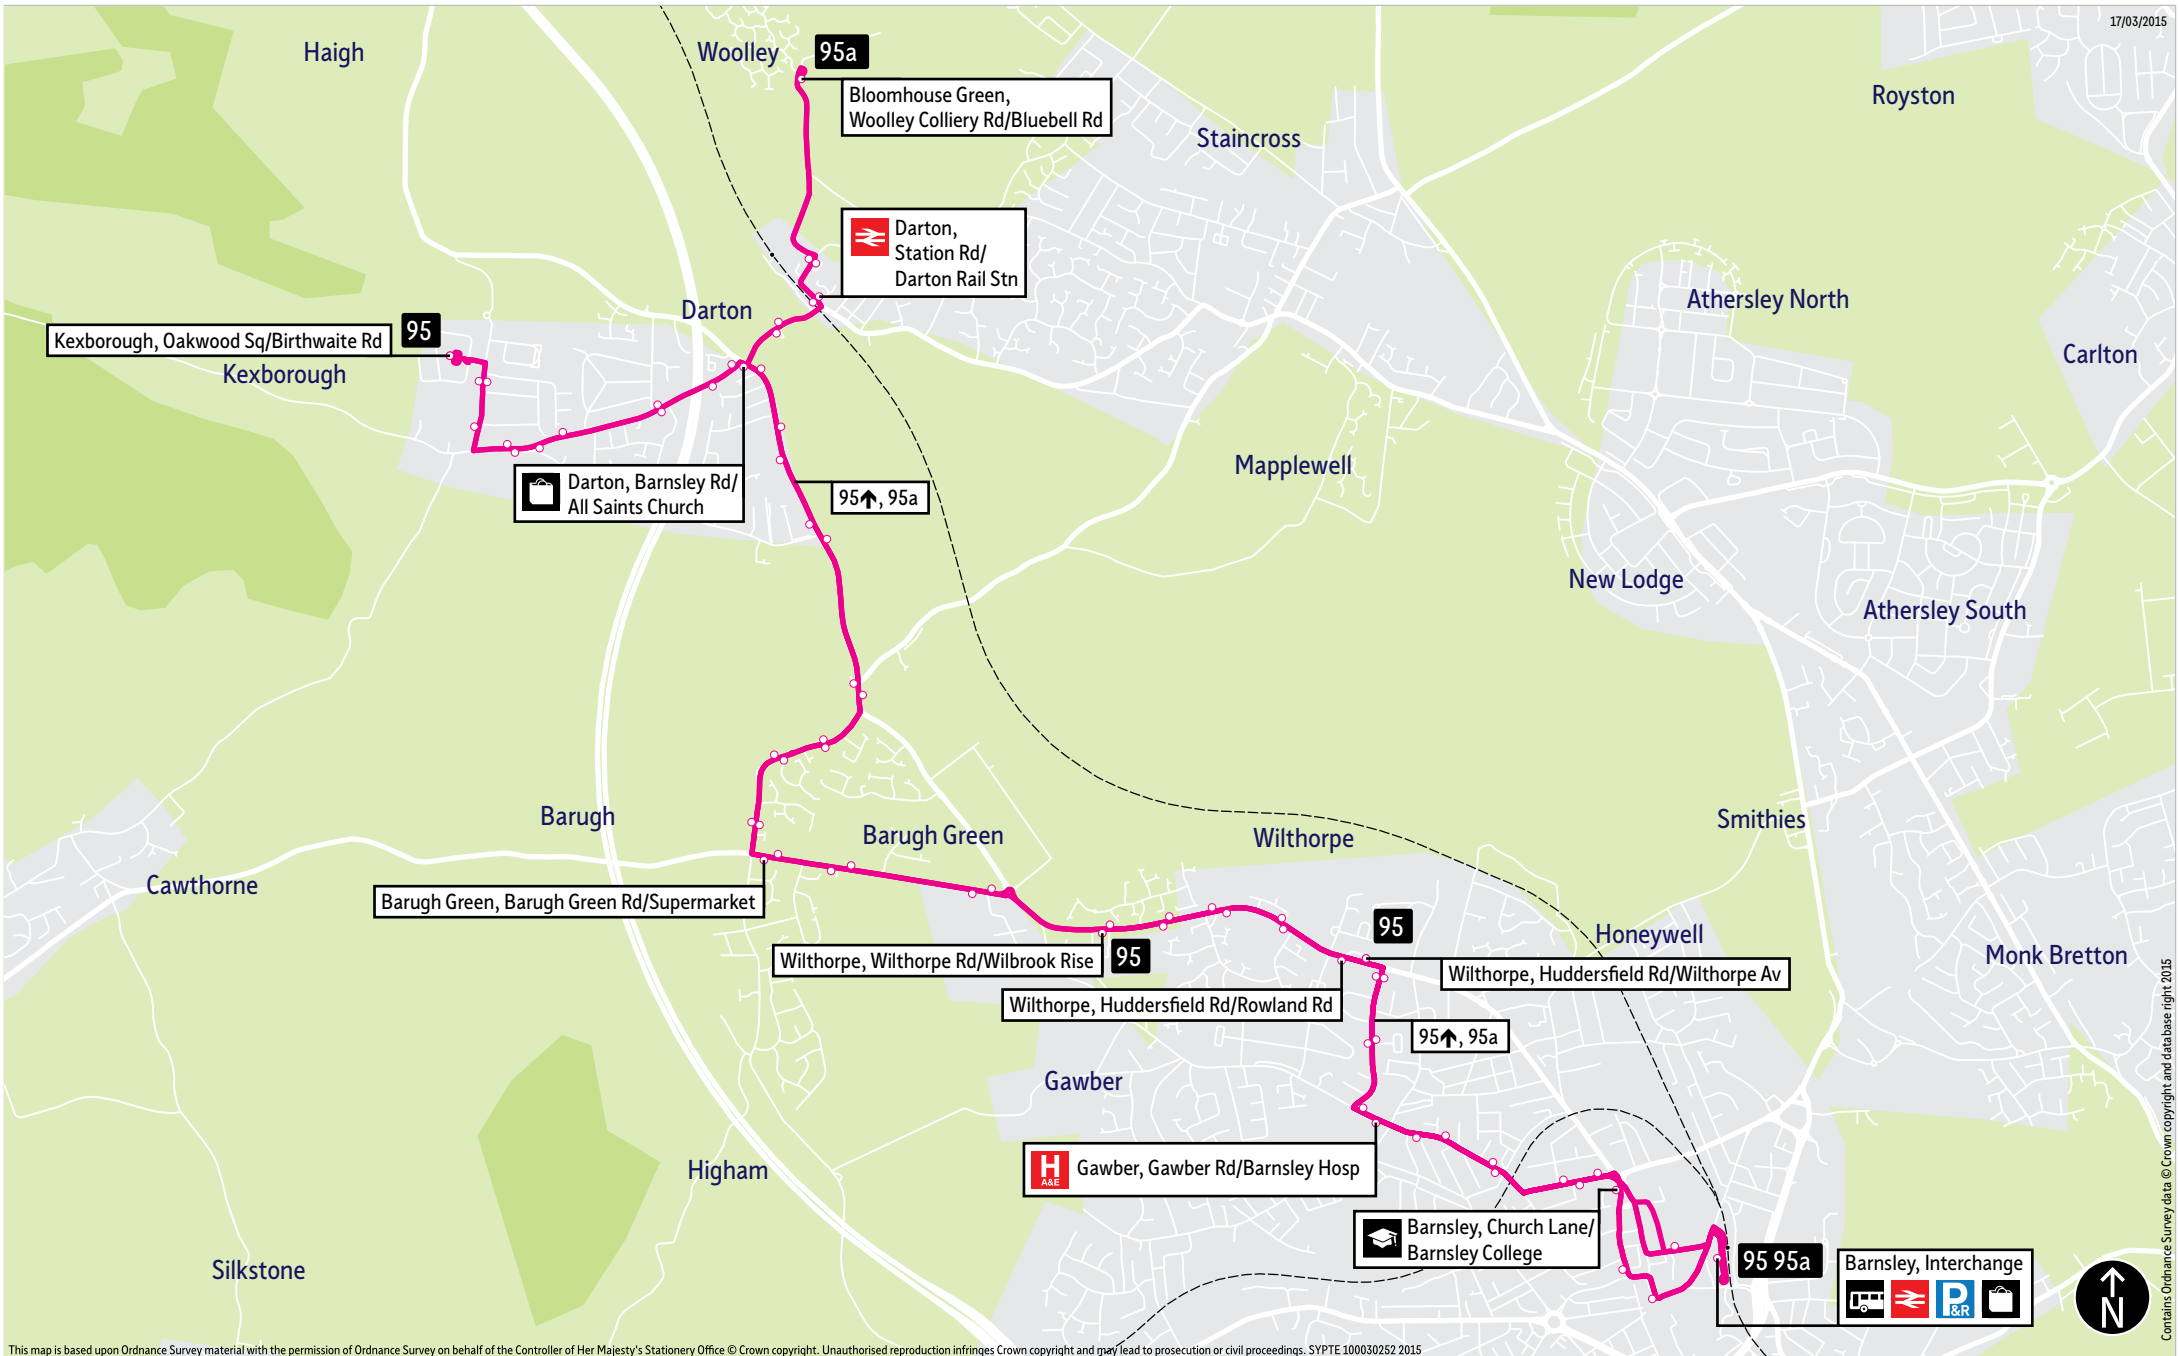 17/03/2015
Haigh
Woolley
95a
Bloomhouse Green,
Woolley Colliery Rd/Bluebell Rd
Royston
Staincross
Darton,
Station Rd/
Darton Rail Stn
Athersley North
Darton
Kexborough, Oakwood Sq/Birthwaite Rd
95
Kexborough
Carlton
Mapplewell
Darton, Barnsley Rd/
All Saints Church
95↑, 95a
New Lodge
Athersley South
Barugh
Barugh Green
Wilthorpe
Smithies
Cawthorne
Barugh Green, Barugh Green Rd/Supermarket
95
Honeywell
Wilthorpe, Wilthorpe Rd/Wilbrook Rise
95
Monk Bretton
Wilthorpe, Huddersfield Rd/Wilthorpe Av
Wilthorpe, Huddersfield Rd/Rowland Rd
95↑, 95a
Gawber
H
A&E
Gawber, Gawber Rd/Barnsley Hosp
Higham
Barnsley, Church Lane/
Barnsley College
Silkstone
95 95a
Barnsley, Interchange
P
&R
N
Contains Ordnance Survey data © Crown copyright and database right 2015
This map is based upon Ordnance Survey material with the permission of Ordnance Survey on behalf of the Controller of Her Majesty's Stationery Office © Crown copyright. Unauthorised reproduction infringes Crown copyright and may lead to prosecution or civil proceedings. SYPTE 100030252 2015